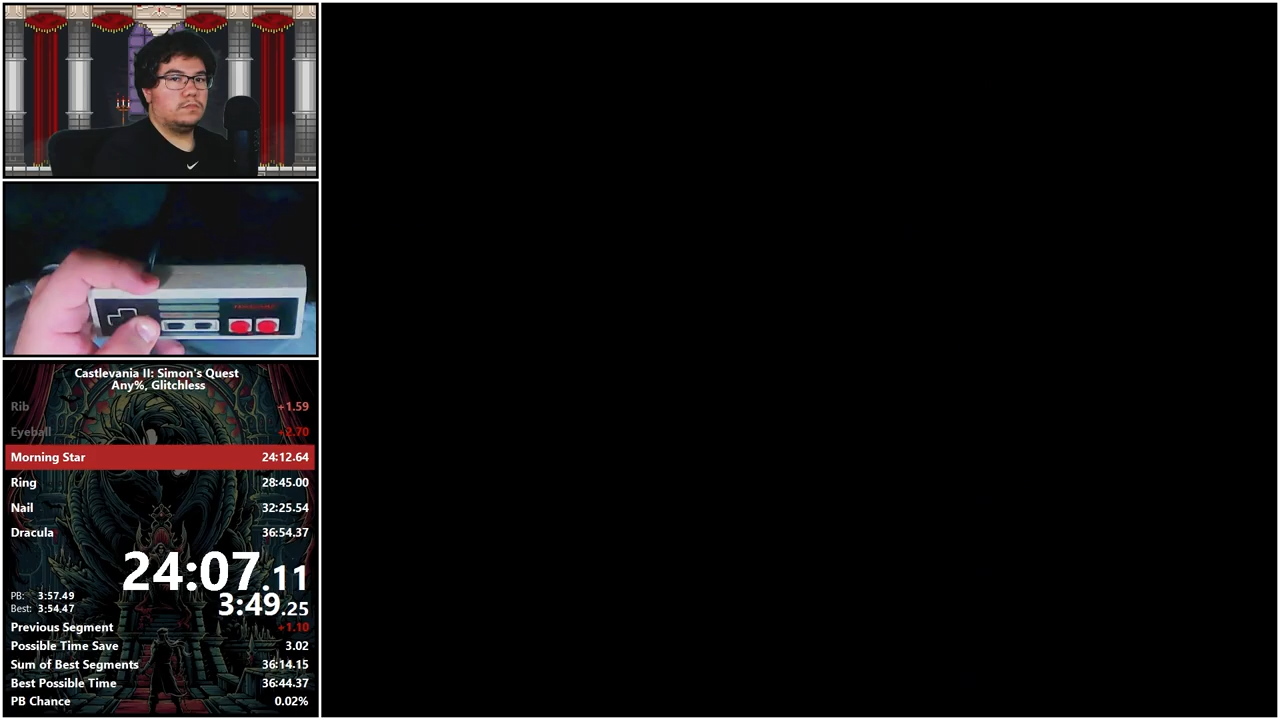 Castlevania II: Simon's Quest
Any%, Glitchless
Rib +1.59
Eyeball +2.70
Morning Star 24:12.64
Ring 28:45.00
Nail 32:25.54
Dracula 36:54.37
24:07.11
PB: 3:57.49
Best: 3:54.47
3:49.25
Previous Segment +1.10
Possible Time Save 3.02
Sum of Best Segments 36:14.15
Best Possible Time 36:44.37
PB Chance 0.02%